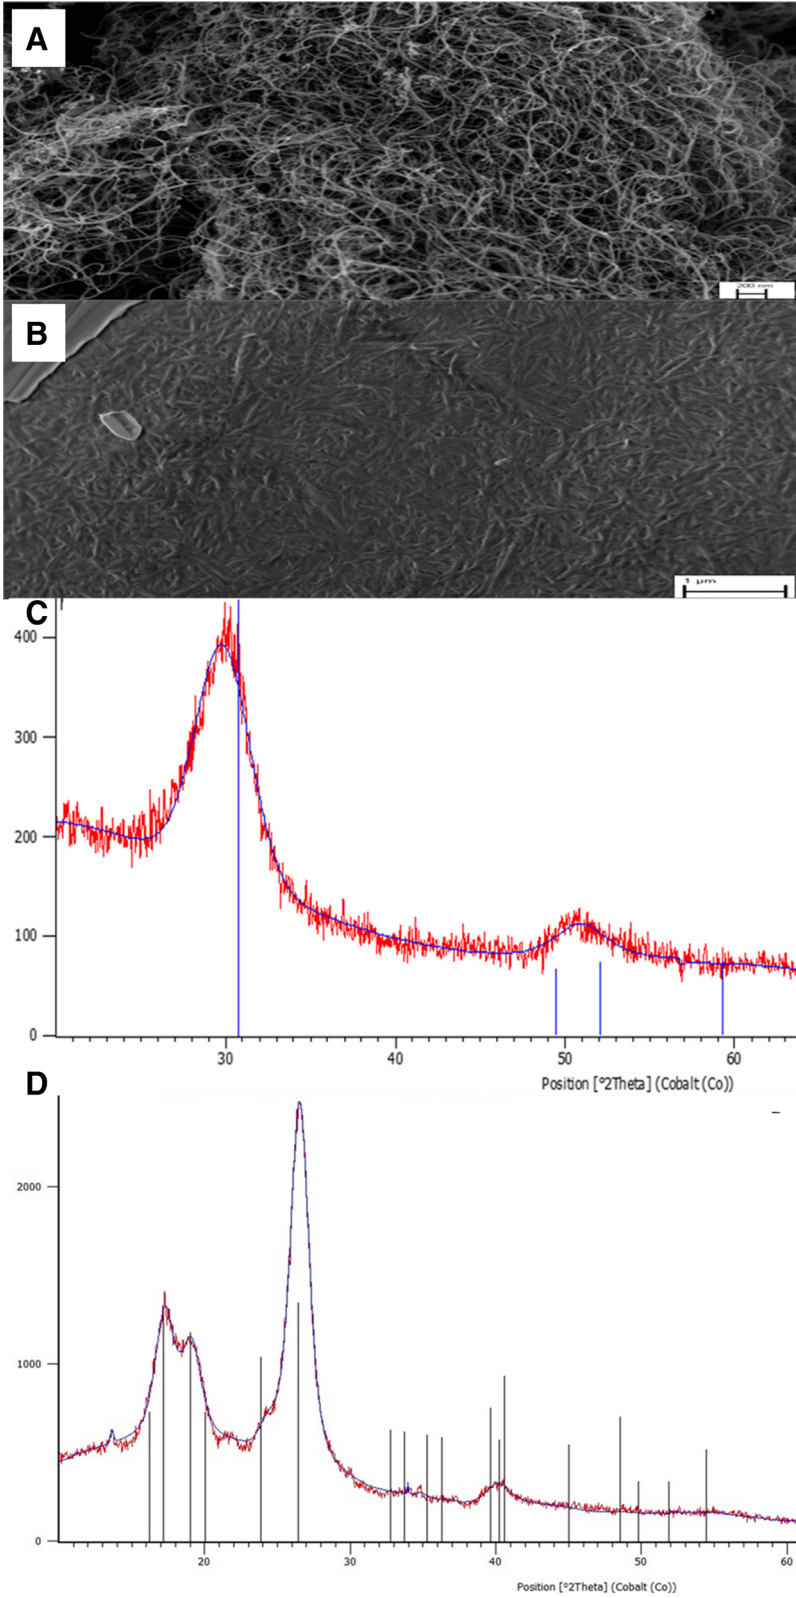 A
200 nm
B
1 µm
C
400
300
200
100
0
30 40 50 60
Position [°2Theta] (Cobalt (Co))
D
2000
1000
0
20 30 40 50 60
Position [°2Theta] (Cobalt (Co))